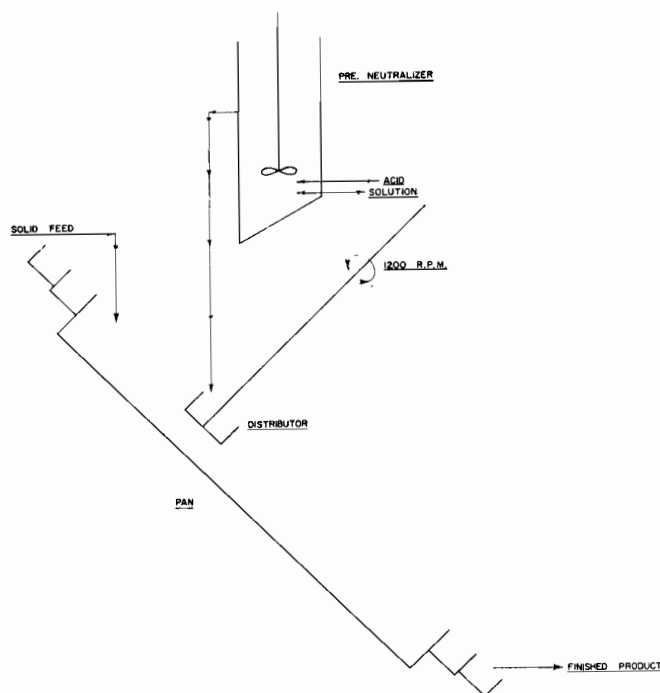 PRE. NEUTRALIZER
ACID
SOLUTION
SOLID FEED
1200 R.P.M.
DISTRIBUTOR
PAN
FINISHED PRODUCT